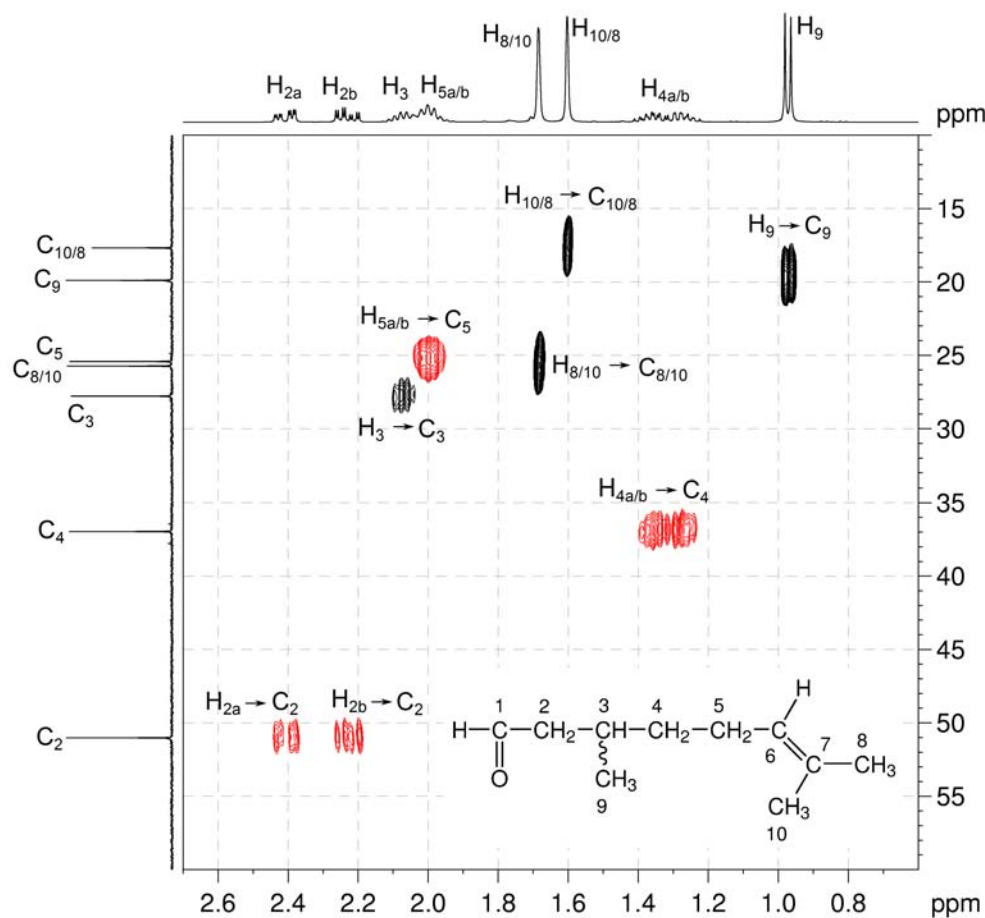 H8/10
H10/8
H9
H2a
H2b
H3
H5a/b
H4a/b
ppm
H10/8 → C10/8
H9 → C9
15
C10/8
C9
20
H5a/b → C5
C5
C8/10
25
H8/10 → C8/10
C3
H3 → C3
30
H4a/b → C4
35
C4
40
45
H2a → C2
H2b → C2
H
1 2 3 4 5
C2
50
H CH2 CH2 CH2
6 7 8
O CH3 CH3
9
CH3
10
55
2.6 2.4 2.2 2.0 1.8 1.6 1.4 1.2 1.0 0.8 ppm